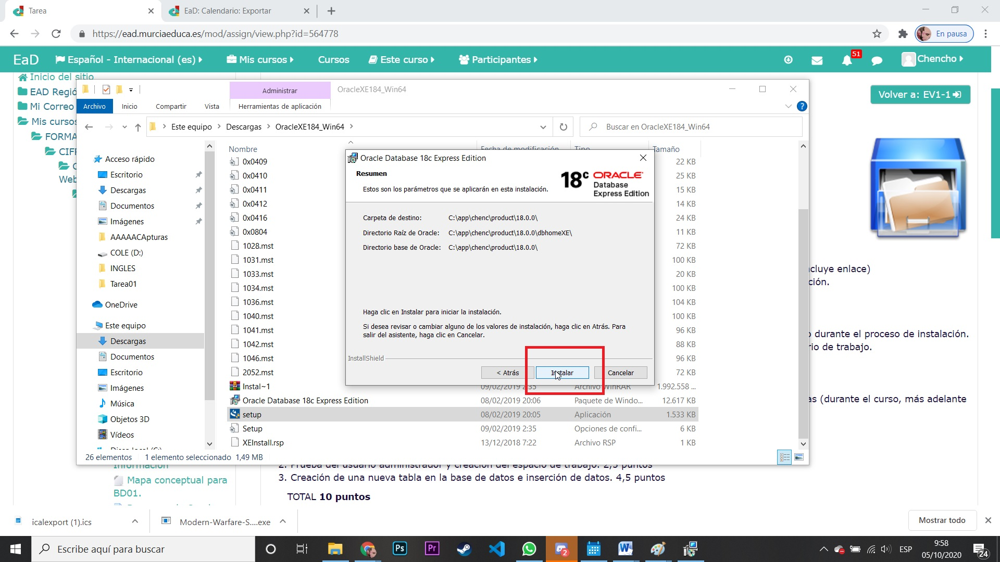 Tarea
EaD: Calendario: Exportar
https://ead.murciaeduca.es/mod/assign/view.php?id=564778
En pausa
EaD
Español - Internacional (es)
Mis cursos
Cursos
Este curso
Participantes
51
Chencho
Inicio del sitio
EAD Regió
Mi Correo
Mis cursos
FORMA
CIF
Web
Volver a: EV1-1
Administrar
OracleXE184_Win64
Archivo
Inicio
Compartir
Vista
Herramientas de aplicación
Este equipo
Descargas
OracleXE184_Win64
Buscar en OracleXE184_Win64
Acceso rápido
Escritorio
Descargas
Documentos
Imágenes
AAAAACApturas
COLE (D:)
INGLES
Tarea01
OneDrive
Este equipo
Descargas
Documentos
Escritorio
Imágenes
Música
Objetos 3D
Vídeos
Nombre
Fecha de modificación
Tipo
Tamaño
0x0409 22 KB
0x0410 25 KB
0x0411 15 KB
0x0412 14 KB
0x0416 24 KB
0x0804 11 KB
1028.mst 72 KB
1031.mst 100 KB
1033.mst 20 KB
1034.mst 100 KB
1036.mst 104 KB
1040.mst 100 KB
1041.mst 96 KB
1042.mst 88 KB
1046.mst 96 KB
2052.mst 72 KB
Instal~1 09/02/2019 2:35 Archivo WinRAR 1.992.558 ...
Oracle Database 18c Express Edition 08/02/2019 20:06 Paquete de Windo... 12.617 KB
setup 08/02/2019 20:05 Aplicación 1.533 KB
Setup 09/02/2019 2:35 Opciones de confi... 6 KB
XEInstall.rsp 13/12/2018 7:22 Archivo RSP 1 KB
26 elementos
1 elemento seleccionado 1,49 MB
Oracle Database 18c Express Edition
Resumen
Estos son los parámetros que se aplicarán en esta instalación.
18c ORACLE
Database
Express Edition
Carpeta de destino: C:\app\chenc\product\18.0.0\
Directorio Raíz de Oracle: C:\app\chenc\product\18.0.0\dbhomeXE\
Directorio base de Oracle: C:\app\chenc\product\18.0.0\
Haga clic en Instalar para iniciar la instalación.
Si desea revisar o cambiar alguno de los valores de instalación, haga clic en Atrás. Para
salir del asistente, haga clic en Cancelar.
InstallShield
< Atrás
Instalar
Cancelar
cluye enlace)
ción.
durante el proceso de instalación.
rio de trabajo.
as (durante el curso, más adelante
2. Prueba del usuario administrador y creación del espacio de trabajo. 2,5 puntos
3. Creación de una nueva tabla en la base de datos e inserción de datos. 4,5 puntos
TOTAL 10 puntos
Información
Mapa conceptual para
BD01.
icalexport (1).ics
Modern-Warfare-S....exe
Mostrar todo
Escribe aquí para buscar
Ps
Pr
2
ESP
9:58
05/10/2020
24